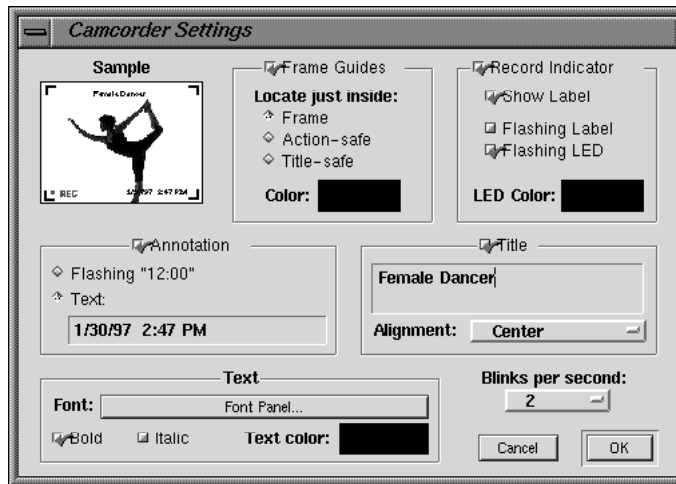 Camcorder Settings
Sample
Female Dancer
REC
1/30/97 2:47 PM
Frame Guides
Locate just inside:
Frame
Action-safe
Title-safe
Color:
Record Indicator
Show Label
Flashing Label
Flashing LED
LED Color:
Annotation
Flashing "12:00"
Text:
1/30/97 2:47 PM
Title
Female Dancer
Alignment: Center
Text
Font: Font Panel...
Bold Italic Text color:
Blinks per second:
2
Cancel OK